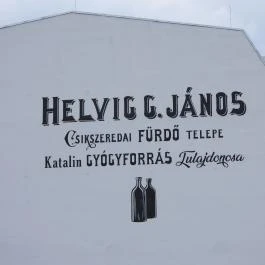 HELVIG G. JÁNOS
CSIKSZEREDAI FÜRDŐ TELEPE
Katalin GYÓGYFORRÁS Tulajdonosa